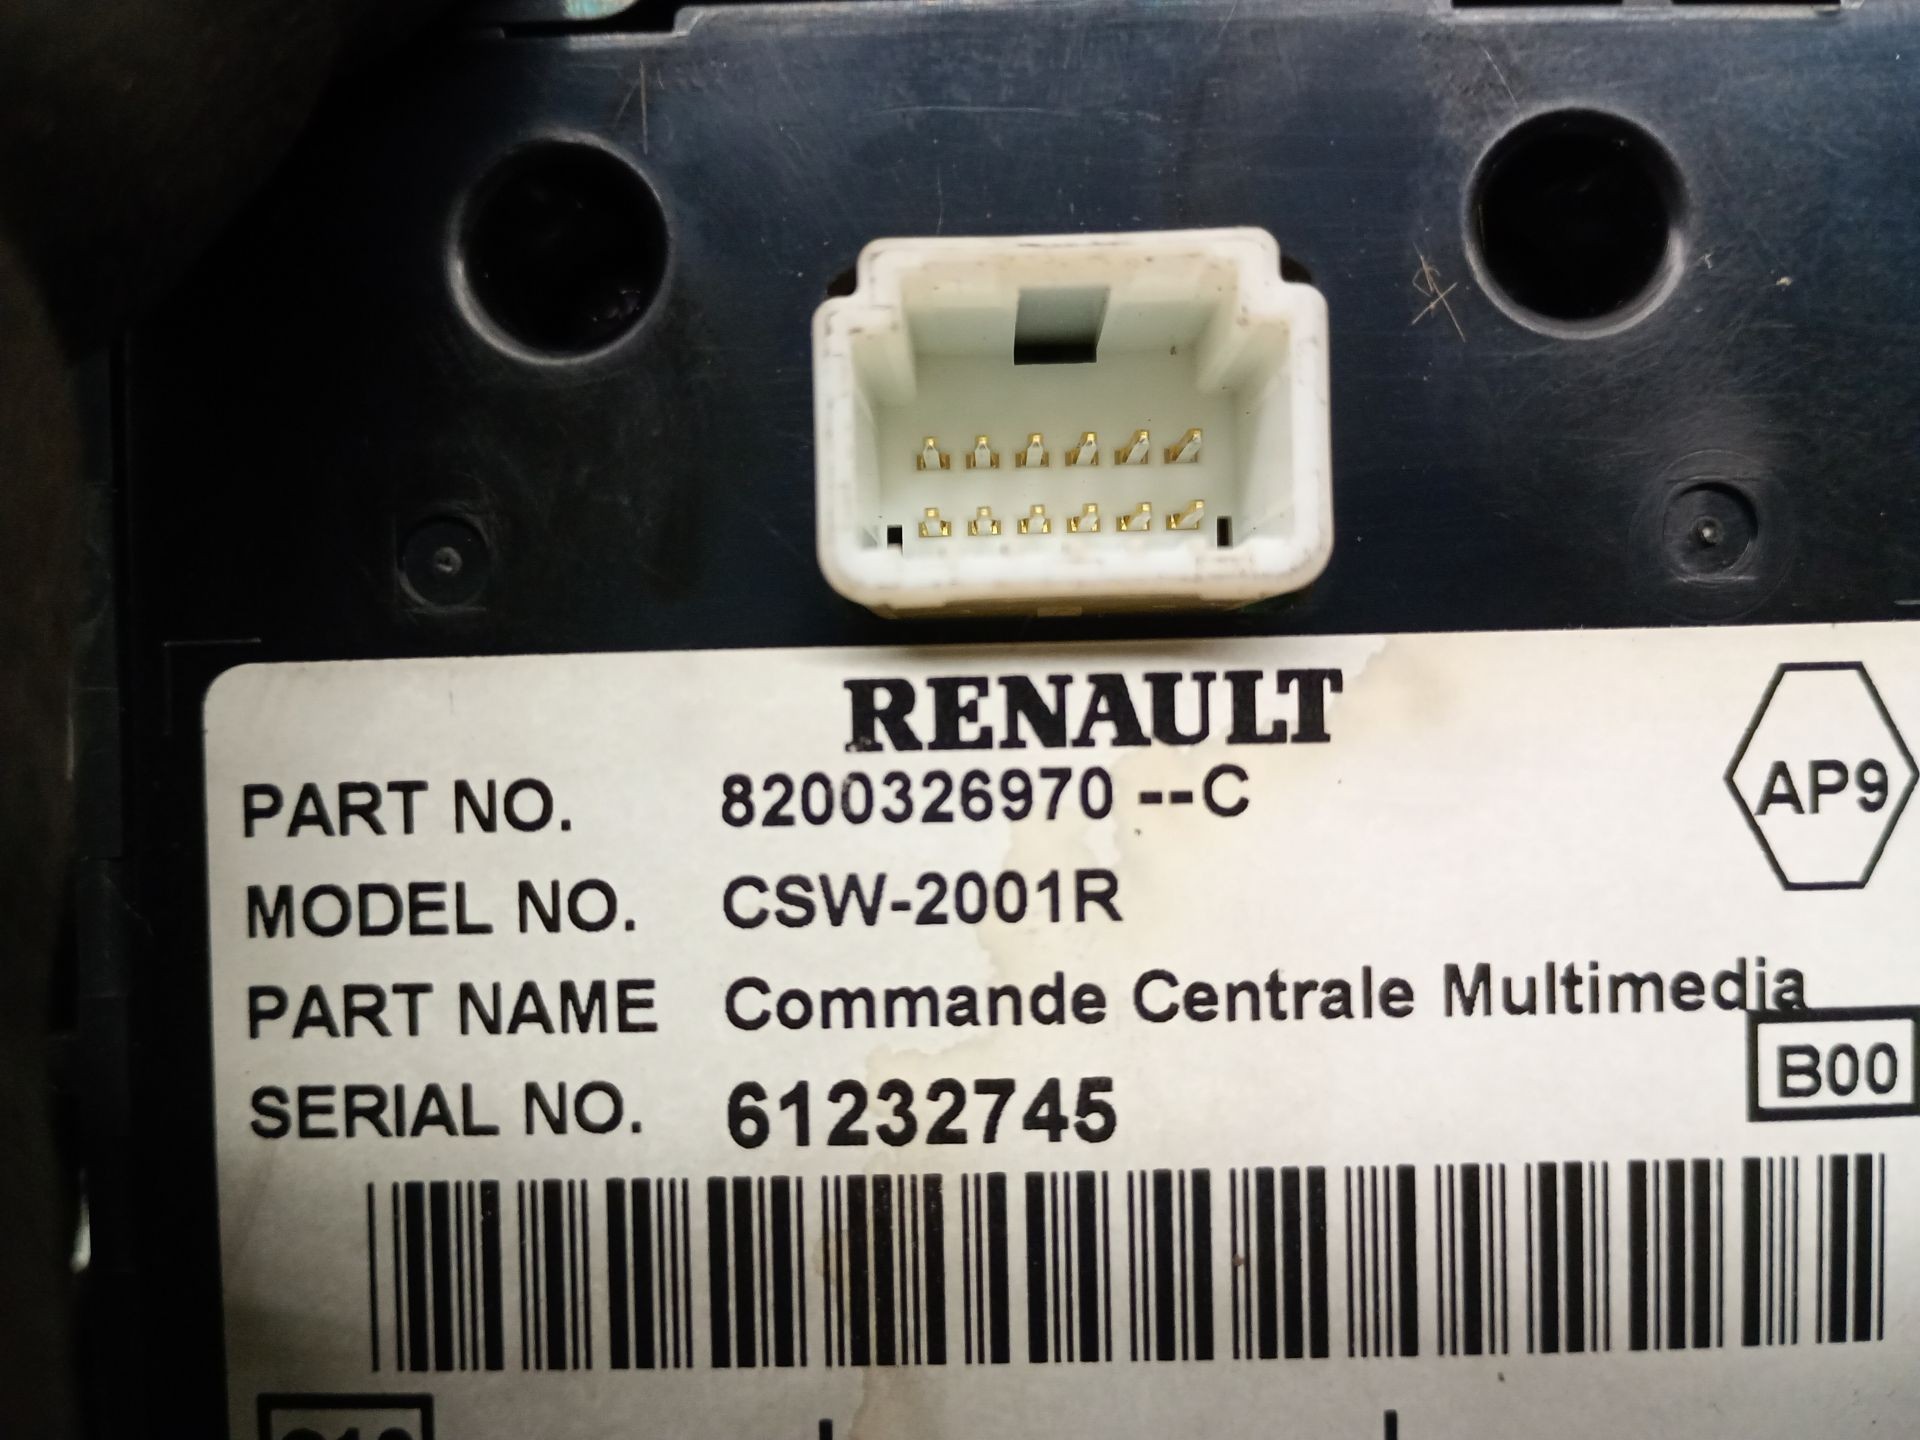 RENAULT
PART NO. 8200326970 --C
AP9
MODEL NO. CSW-2001R
PART NAME Commande Centrale Multimedia
B00
SERIAL NO. 61232745